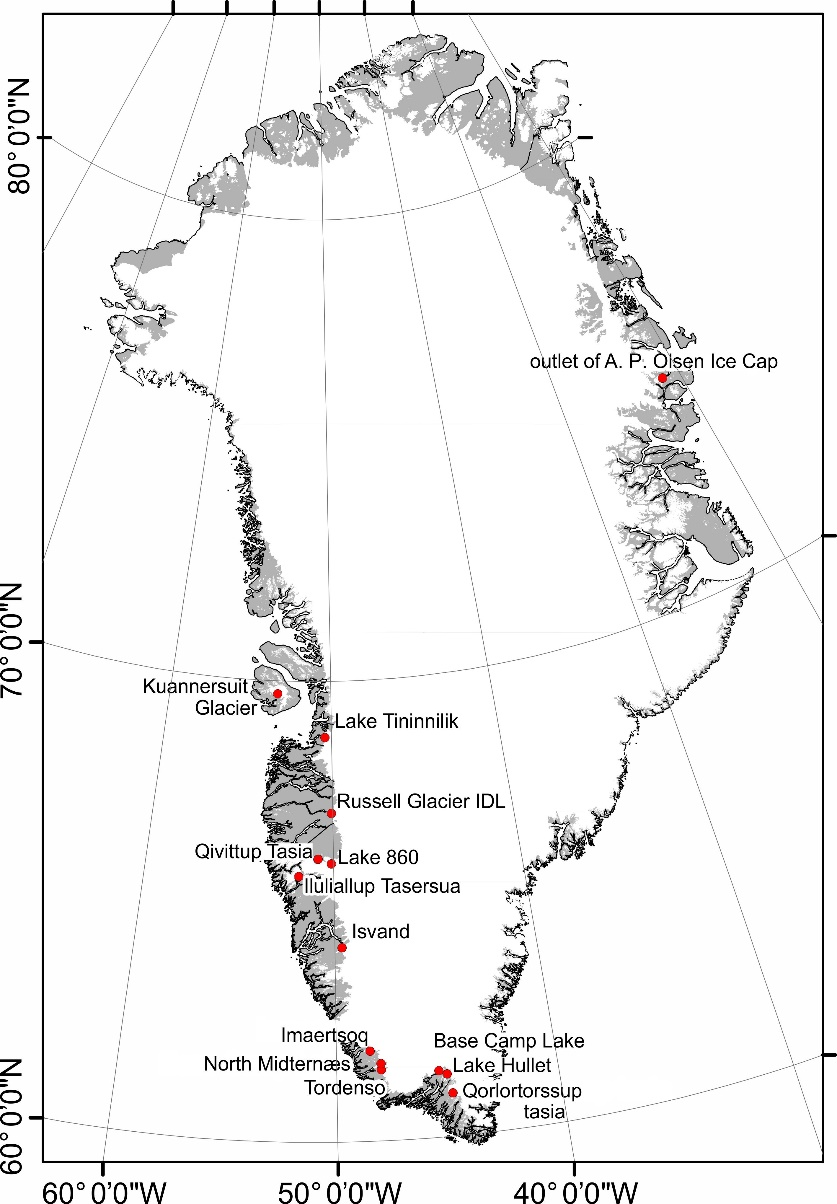 80° 0'0"N
outlet of A. P. Olsen Ice Cap
70° 0'0"N
Kuannersuit
Glacier
Lake Tininnilik
Russell Glacier IDL
Qivittup Tasia
Lake 860
Iluliallup Tasersua
Isvand
Imaertsoq
Base Camp Lake
North Midternæs
Lake Hullet
Tordensø
Qorlortorssup
tasia
60° 0'0"N
60° 0'0"W
50° 0'0"W
40° 0'0"W